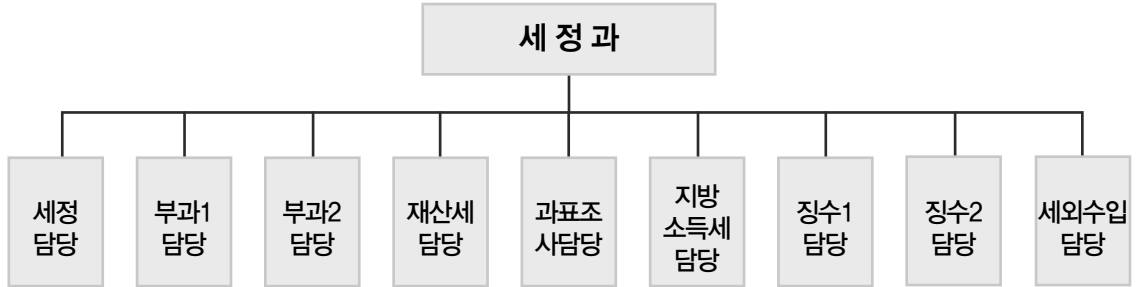 세 정 과
세정
담당
부과1
담당
부과2
담당
재산세
담당
과표조
사담당
지방
소득세
담당
징수1
담당
징수2
담당
세외수입
담당